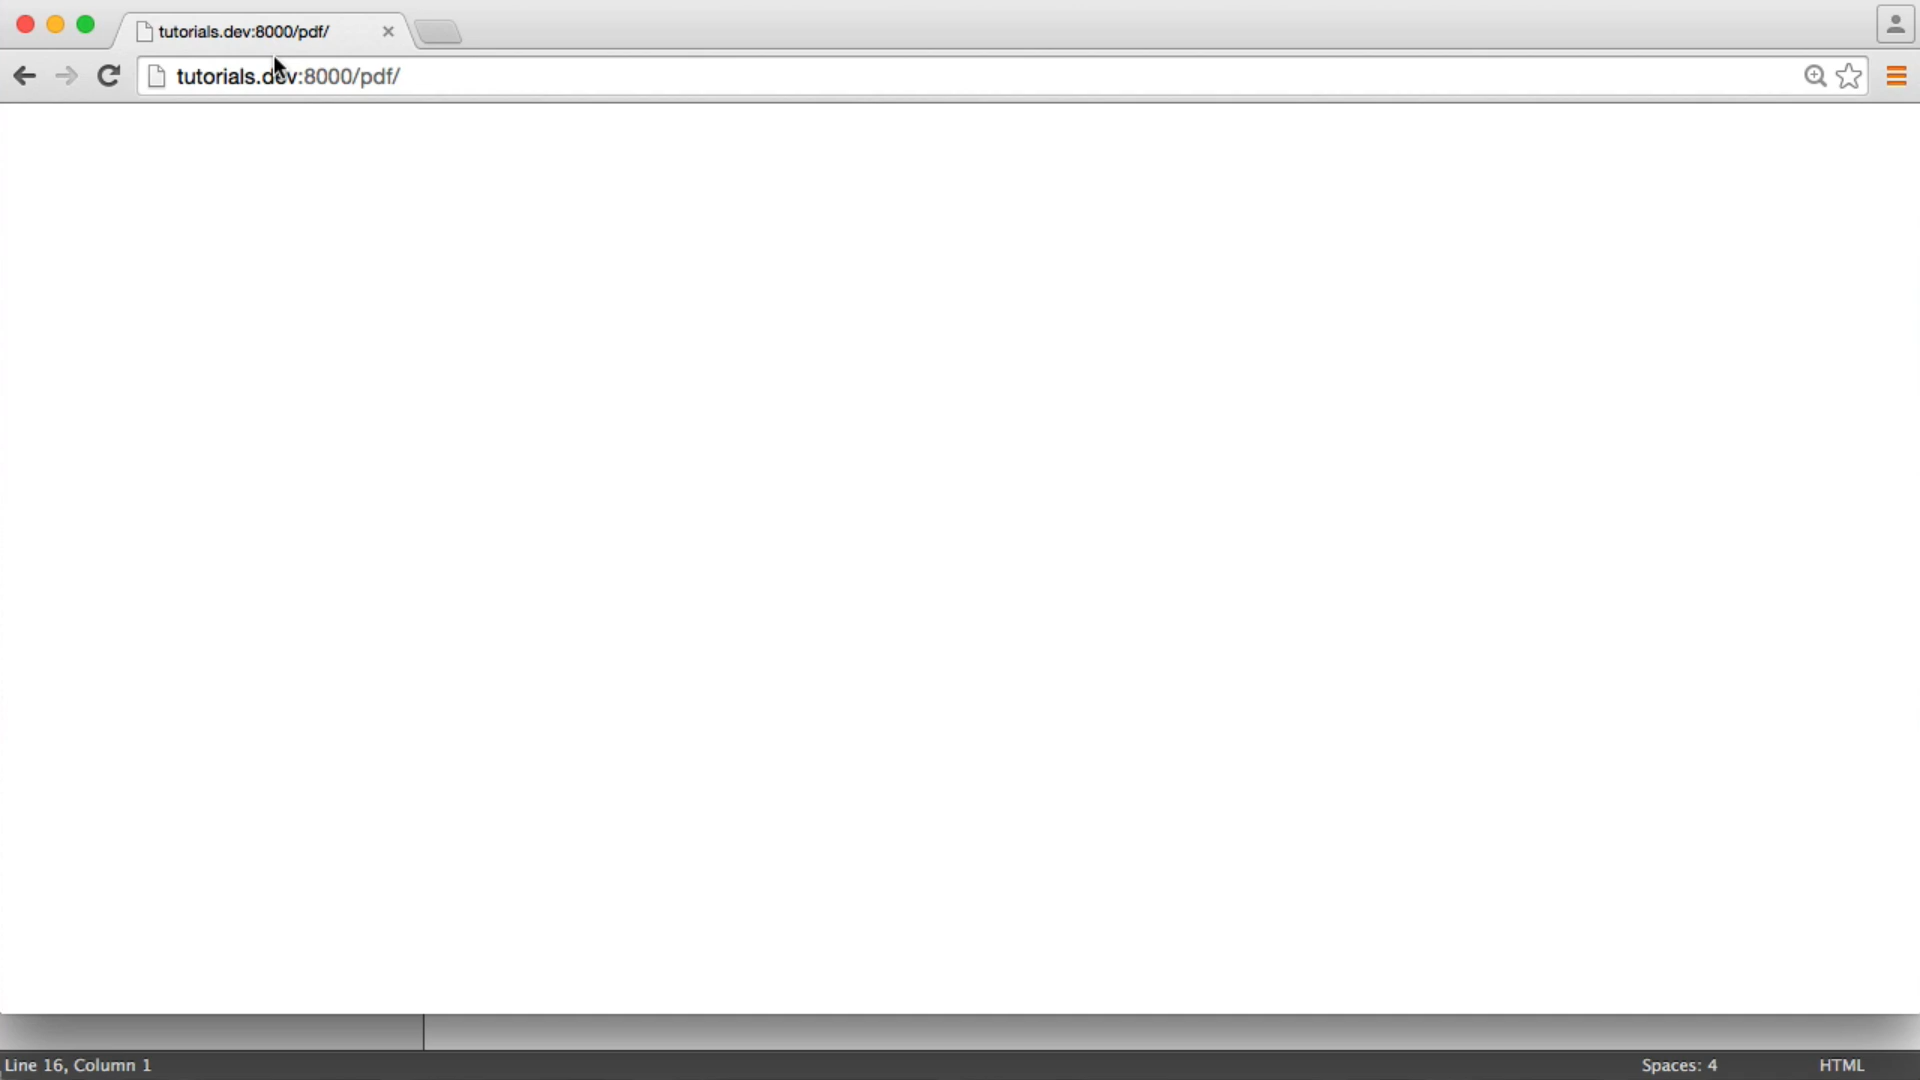 tutorials.dev:8000/pdf/
tutorials.dev:8000/pdf/
Line 16, Column 1
Spaces: 4
HTML